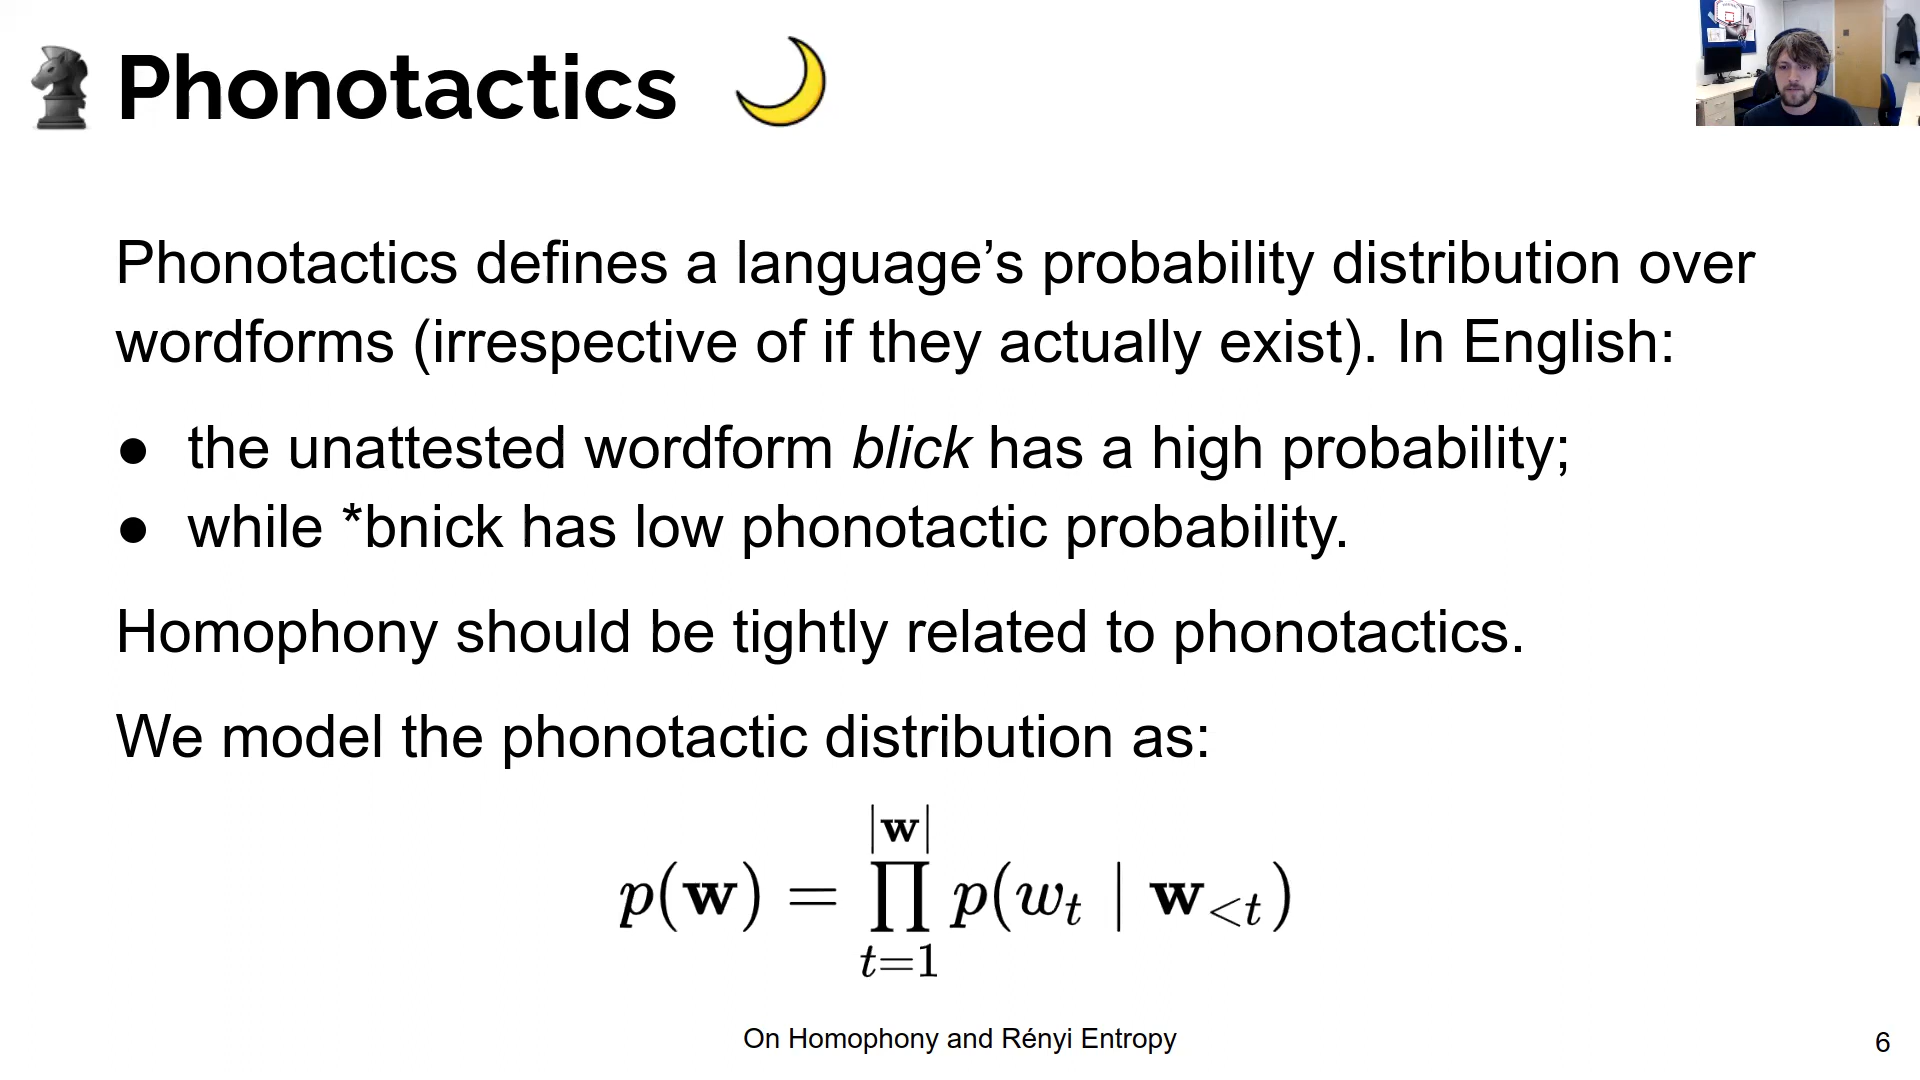 Phonotactics
Phonotactics defines a language’s probability distribution over
wordforms (irrespective of if they actually exist). In English:
● the unattested wordform blick has a high probability;
● while *bnick has low phonotactic probability.
Homophony should be tightly related to phonotactics.
We model the phonotactic distribution as:
p(w) = ∏_{t=1}^{|w|} p(w_t | w_{<t})
On Homophony and Rényi Entropy
6